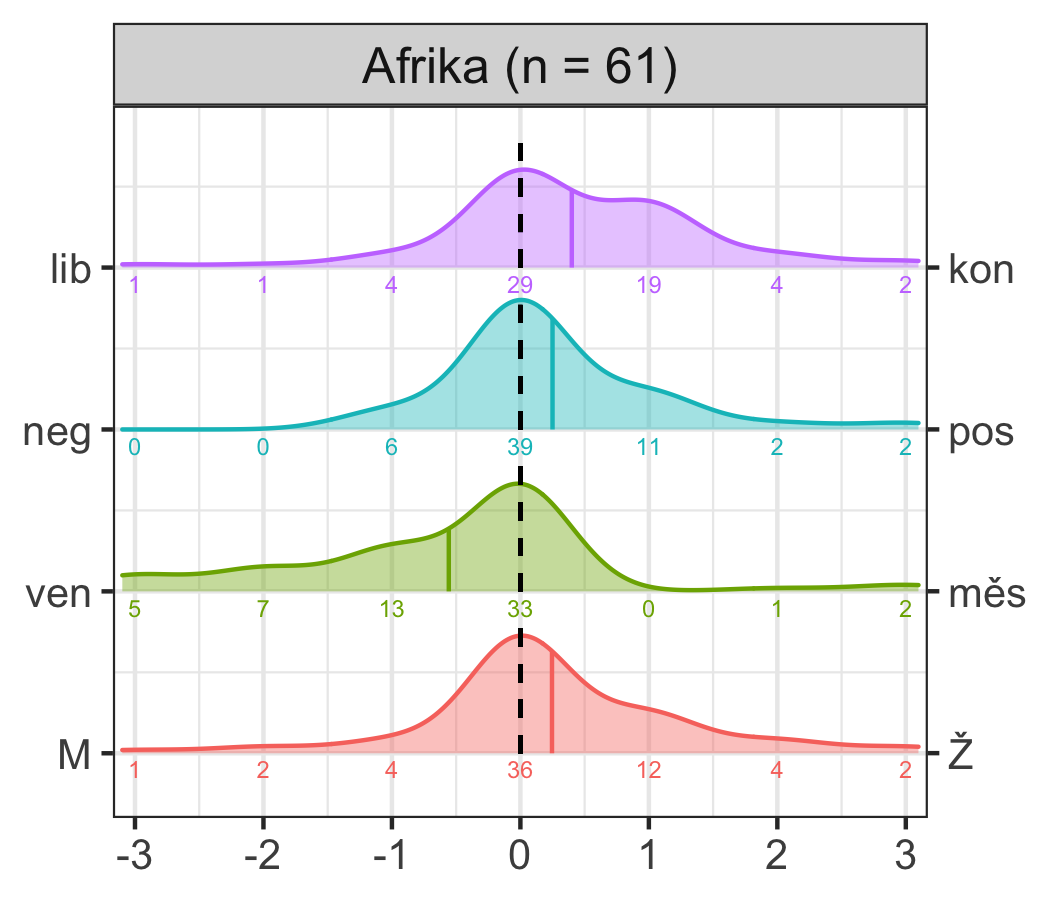 Afrika (n = 61)
lib kon
1 1 4 29 19 4 2
neg pos
0 0 6 39 11 2 2
ven měs
5 7 13 33 0 1 2
M Ž
1 2 4 36 12 4 2
-3 -2 -1 0 1 2 3